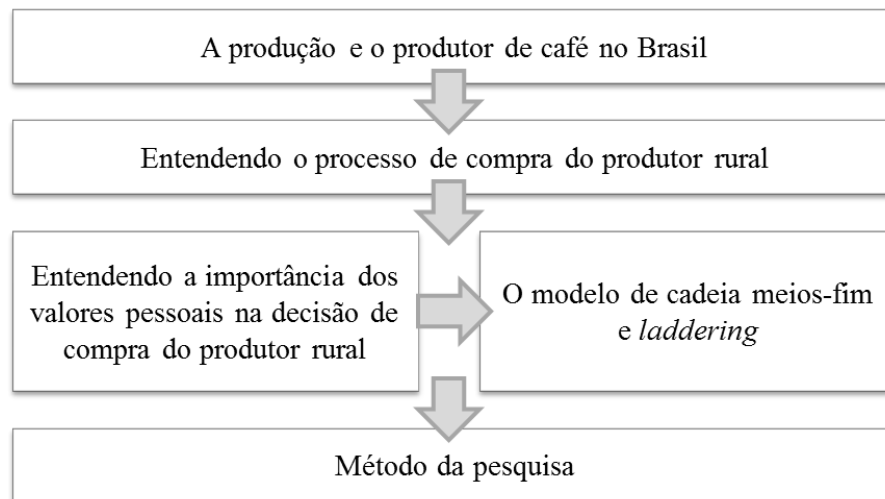 A produção e o produtor de café no Brasil
Entendendo o processo de compra do produtor rural
Entendendo a importância dos
valores pessoais na decisão de
compra do produtor rural
O modelo de cadeia meios-fim
e laddering
Método da pesquisa